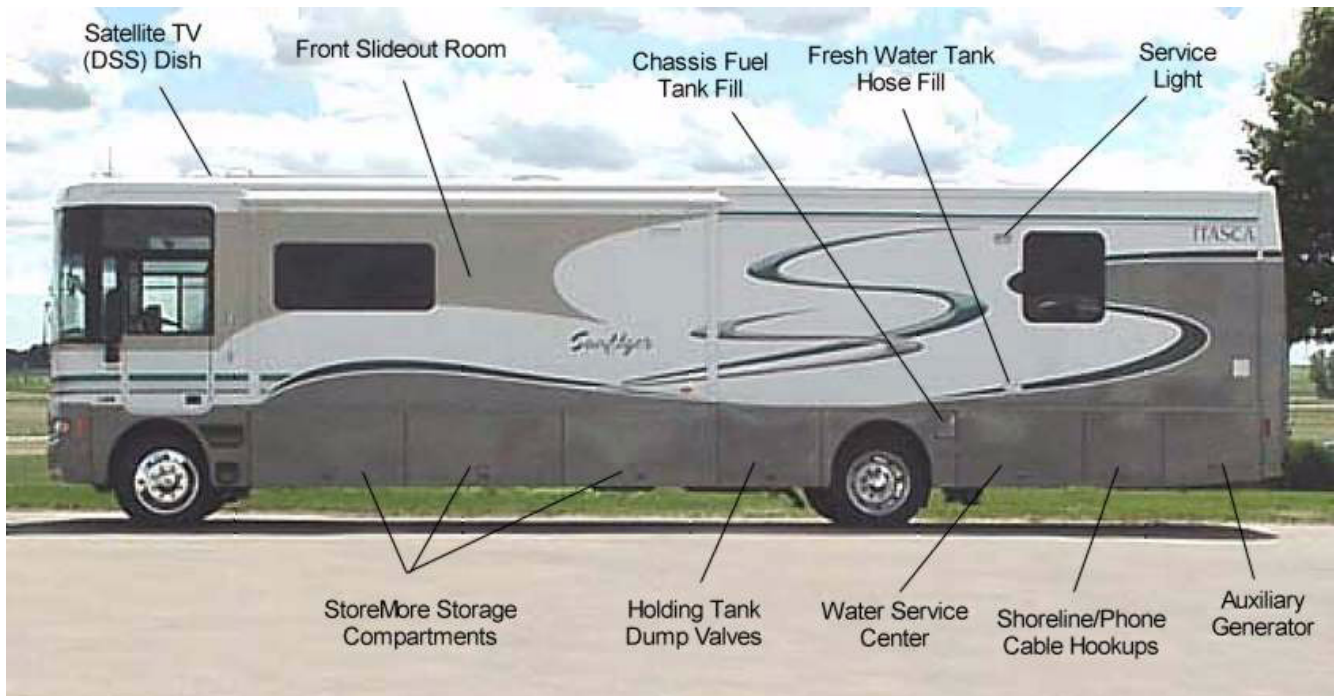 Satellite TV
(DSS) Dish
Front Slideout Room
Chassis Fuel
Tank Fill
Fresh Water Tank
Hose Fill
Service
Light
ITASCA
Sunflyer
StoreMore Storage
Compartments
Holding Tank
Dump Valves
Water Service
Center
Shoreline/Phone
Cable Hookups
Auxiliary
Generator